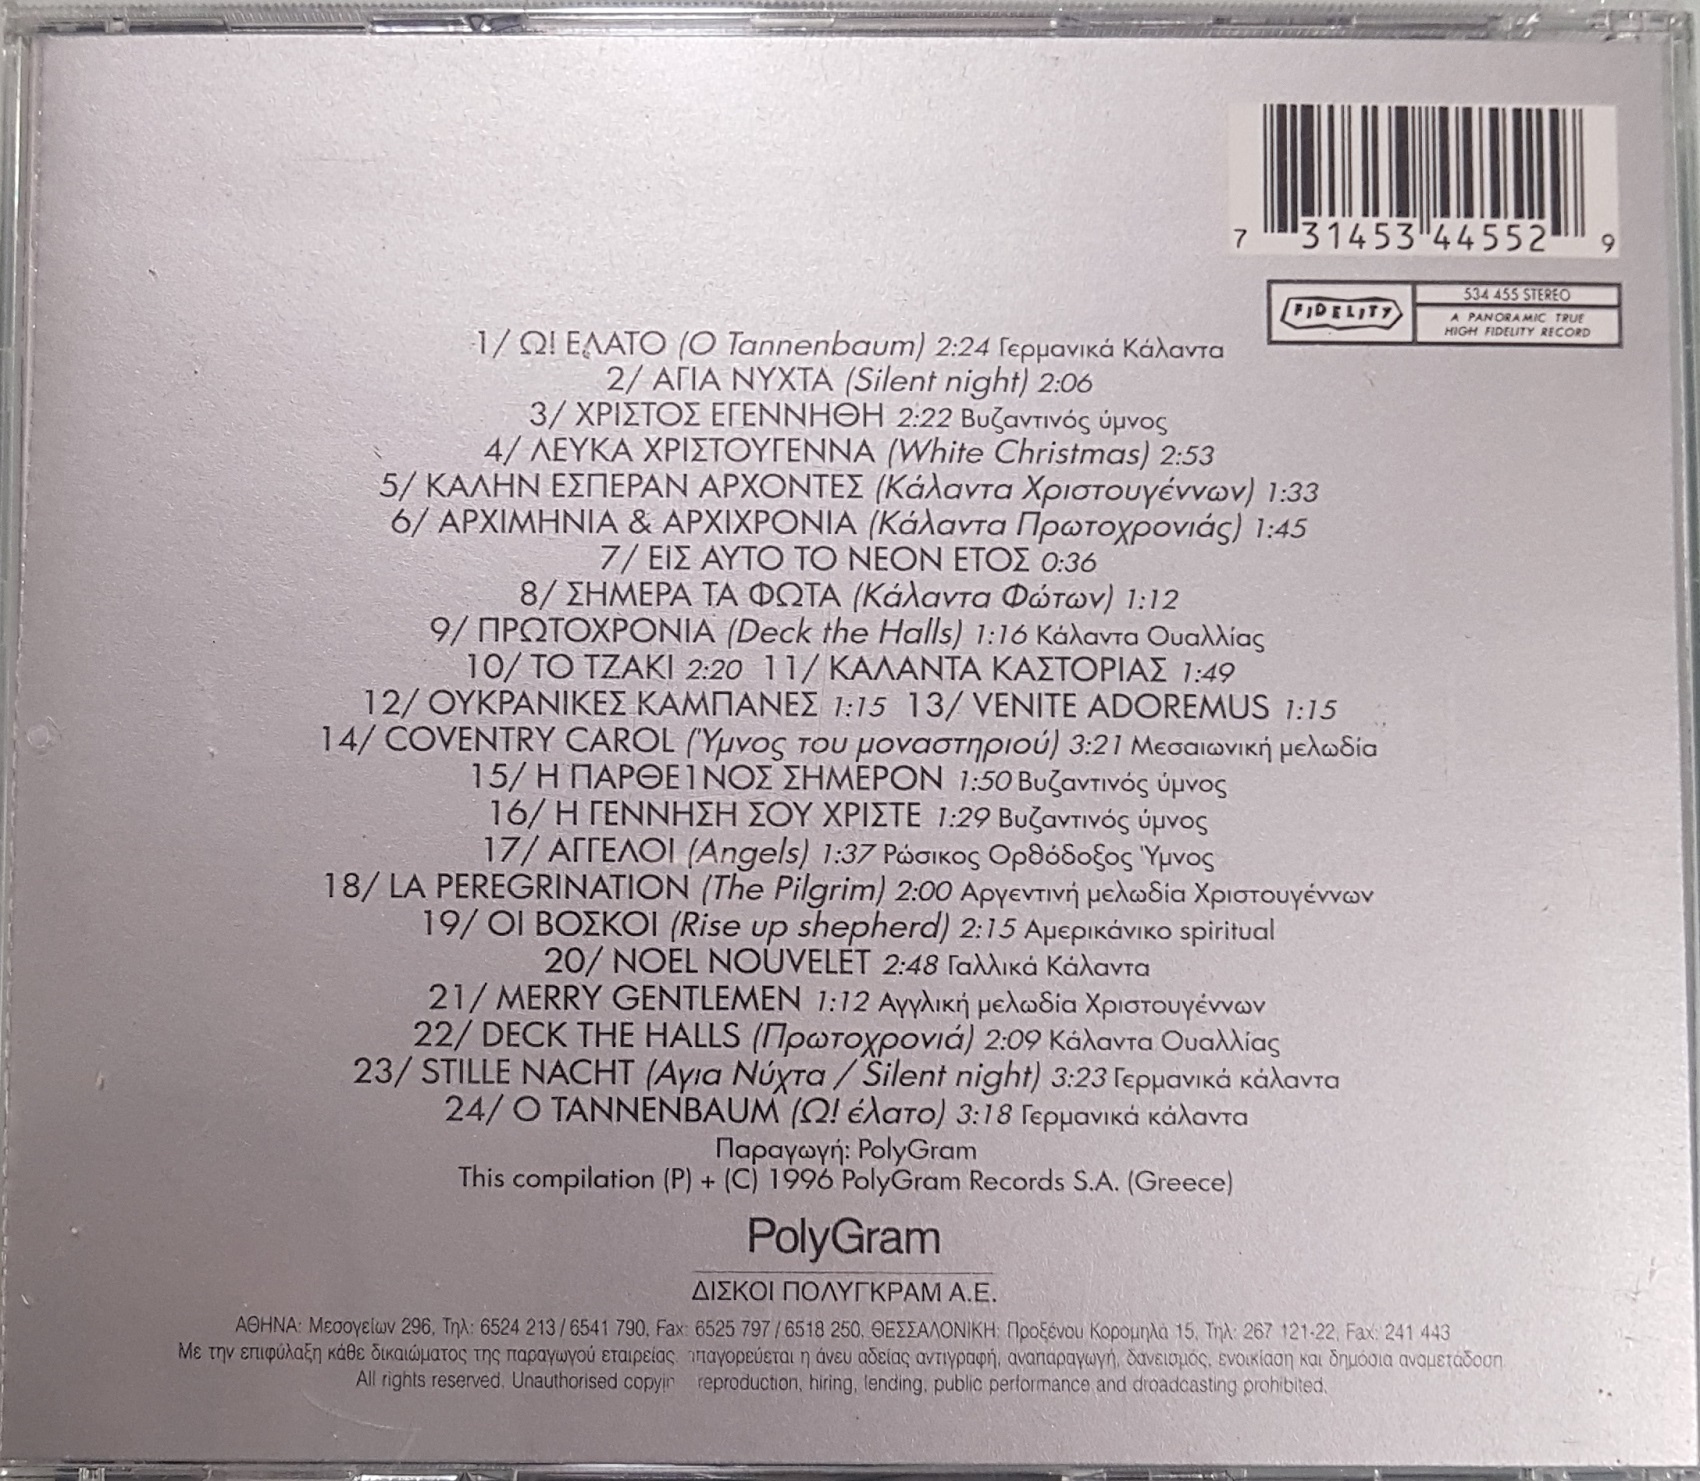 7 31453 44552 9
FIDELITY
534 455 STEREO
A PANORAMIC TRUE
HIGH FIDELITY RECORD
1/ Ω! ΕΛΑΤΟ (O Tannenbaum) 2:24 Γερμανικά Κάλαντα
2/ ΑΓΙΑ ΝΥΧΤΑ (Silent night) 2:06
3/ ΧΡΙΣΤΟΣ ΕΓΕΝΝΗΘΗ 2:22 Βυζαντινός ύμνος
4/ ΛΕΥΚΑ ΧΡΙΣΤΟΥΓΕΝΝΑ (White Christmas) 2:53
5/ ΚΑΛΗΝ ΕΣΠΕΡΑΝ ΑΡΧΟΝΤΕΣ (Κάλαντα Χριστουγέννων) 1:33
6/ ΑΡΧΙΜΗΝΙΑ & ΑΡΧΙΧΡΟΝΙΑ (Κάλαντα Πρωτοχρονιάς) 1:45
7/ ΕΙΣ ΑΥΤΟ ΤΟ ΝΕΟΝ ΕΤΟΣ 0:36
8/ ΣΗΜΕΡΑ ΤΑ ΦΩΤΑ (Κάλαντα Φώτων) 1:12
9/ ΠΡΩΤΟΧΡΟΝΙΑ (Deck the Halls) 1:16 Κάλαντα Ουαλλίας
10/ ΤΟ ΤΖΑΚΙ 2:20 11/ ΚΑΛΑΝΤΑ ΚΑΣΤΟΡΙΑΣ 1:49
12/ ΟΥΚΡΑΝΙΚΕΣ ΚΑΜΠΑΝΕΣ 1:15 13/ VENITE ADOREMUS 1:15
14/ COVENTRY CAROL (Ύμνος του μοναστηριού) 3:21 Μεσαιωνική μελωδία
15/ Η ΠΑΡΘΕ1ΝΟΣ ΣΗΜΕΡΟΝ 1:50 Βυζαντινός ύμνος
16/ Η ΓΕΝΝΗΣΗ ΣΟΥ ΧΡΙΣΤΕ 1:29 Βυζαντινός ύμνος
17/ ΑΓΓΕΛΟΙ (Angels) 1:37 Ρώσικος Ορθόδοξος Ύμνος
18/ LA PEREGRINATION (The Pilgrim) 2:00 Αργεντινή μελωδία Χριστουγέννων
19/ ΟΙ ΒΟΣΚΟΙ (Rise up shepherd) 2:15 Αμερικάνικο spiritual
20/ NOEL NOUVELET 2:48 Γαλλικά Κάλαντα
21/ MERRY GENTLEMEN 1:12 Αγγλική μελωδία Χριστουγέννων
22/ DECK THE HALLS (Πρωτοχρονιά) 2:09 Κάλαντα Ουαλλίας
23/ STILLE NACHT (Αγια Νύχτα / Silent night) 3:23 Γερμανικά κάλαντα
24/ O TANNENBAUM (Ω! έλατο) 3:18 Γερμανικά κάλαντα
Παραγωγή: PolyGram
This compilation (P) + (C) 1996 PolyGram Records S.A. (Greece)
PolyGram
ΔΙΣΚΟΙ ΠΟΛΥΓΚΡΑΜ Α.Ε.
ΑΘΗΝΑ: Μεσογείων 296, Τηλ: 6524 213 / 6541 790, Fax: 6525 797 / 6518 250, ΘΕΣΣΑΛΟΝΙΚΗ: Προξένου Κορομηλά 15, Τηλ: 267 121-22, Fax: 241 443
Με την επιφύλαξη κάθε δικαιώματος της παραγωγού εταιρείας απαγορεύεται η άνευ αδείας αντιγραφή, αναπαραγωγή, δανεισμός, ενοικίαση και δημόσια αναμετάδοση
All rights reserved. Unauthorised copyin reproduction, hiring, lending, public performance and droadcasting prohibited.